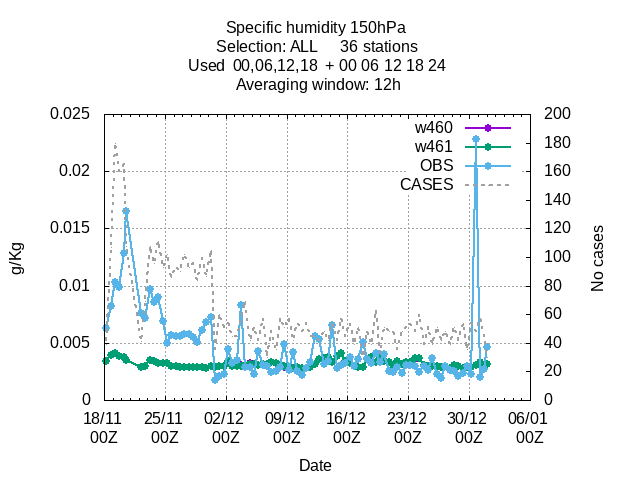 Specific humidity 150hPa
Selection: ALL 36 stations
Used 00,06,12,18 + 00 06 12 18 24
Averaging window: 12h
0.025
0.02
0.015
0.01
0.005
0
g/Kg
200
180
160
140
120
100
80
60
40
20
0
No cases
w460
w461
OBS
CASES
18/11 25/11 02/12 09/12 16/12 23/12 30/12 06/01
00Z 00Z 00Z 00Z 00Z 00Z 00Z 00Z
Date